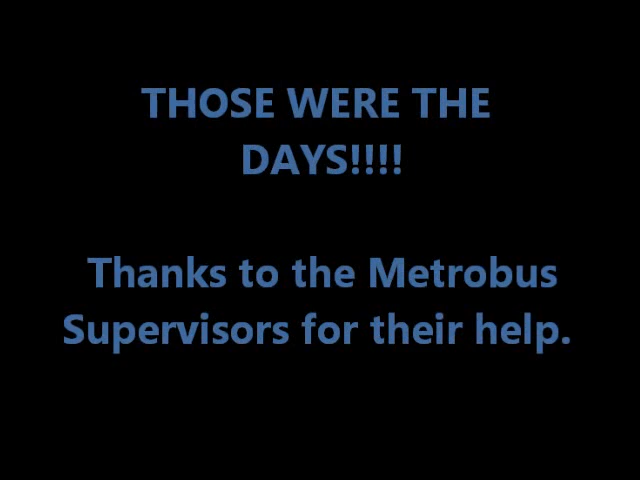 THOSE WERE THE
DAYS!!!!
Thanks to the Metrobus
Supervisors for their help.